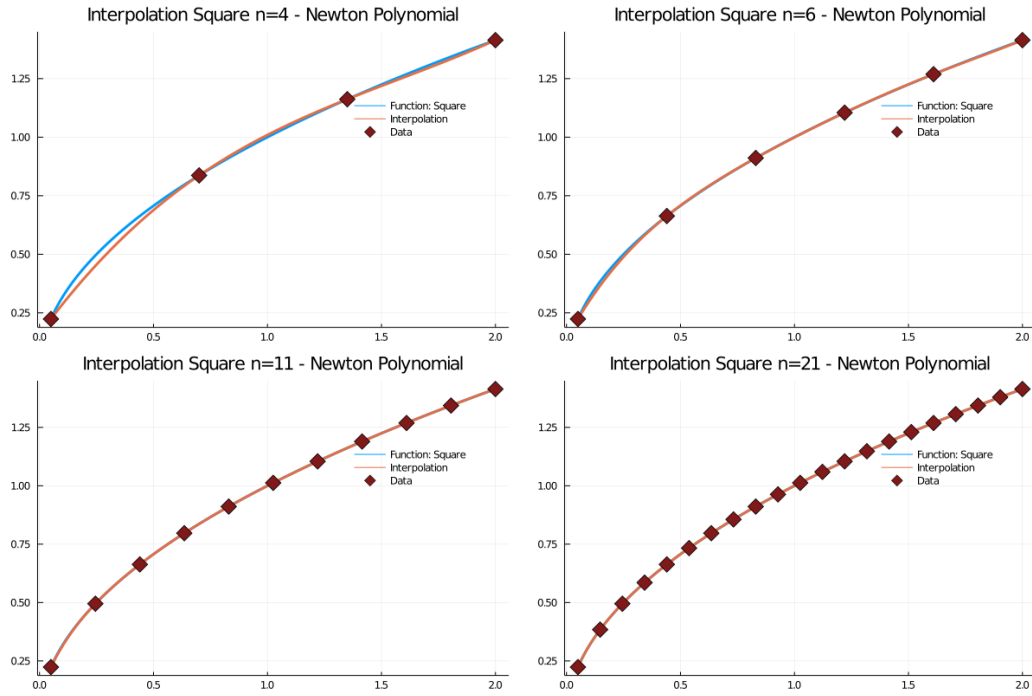 Interpolation Square n=4 - Newton Polynomial
1.25
1.00
0.75
0.50
0.25
Function: Square
Interpolation
Data
0.0
0.5
1.0
1.5
2.0
Interpolation Square n=6 - Newton Polynomial
1.25
1.00
0.75
0.50
0.25
Function: Square
Interpolation
Data
0.0
0.5
1.0
1.5
2.0
Interpolation Square n=11 - Newton Polynomial
1.25
1.00
0.75
0.50
0.25
Function: Square
Interpolation
Data
0.0
0.5
1.0
1.5
2.0
Interpolation Square n=21 - Newton Polynomial
1.25
1.00
0.75
0.50
0.25
Function: Square
Interpolation
Data
0.0
0.5
1.0
1.5
2.0